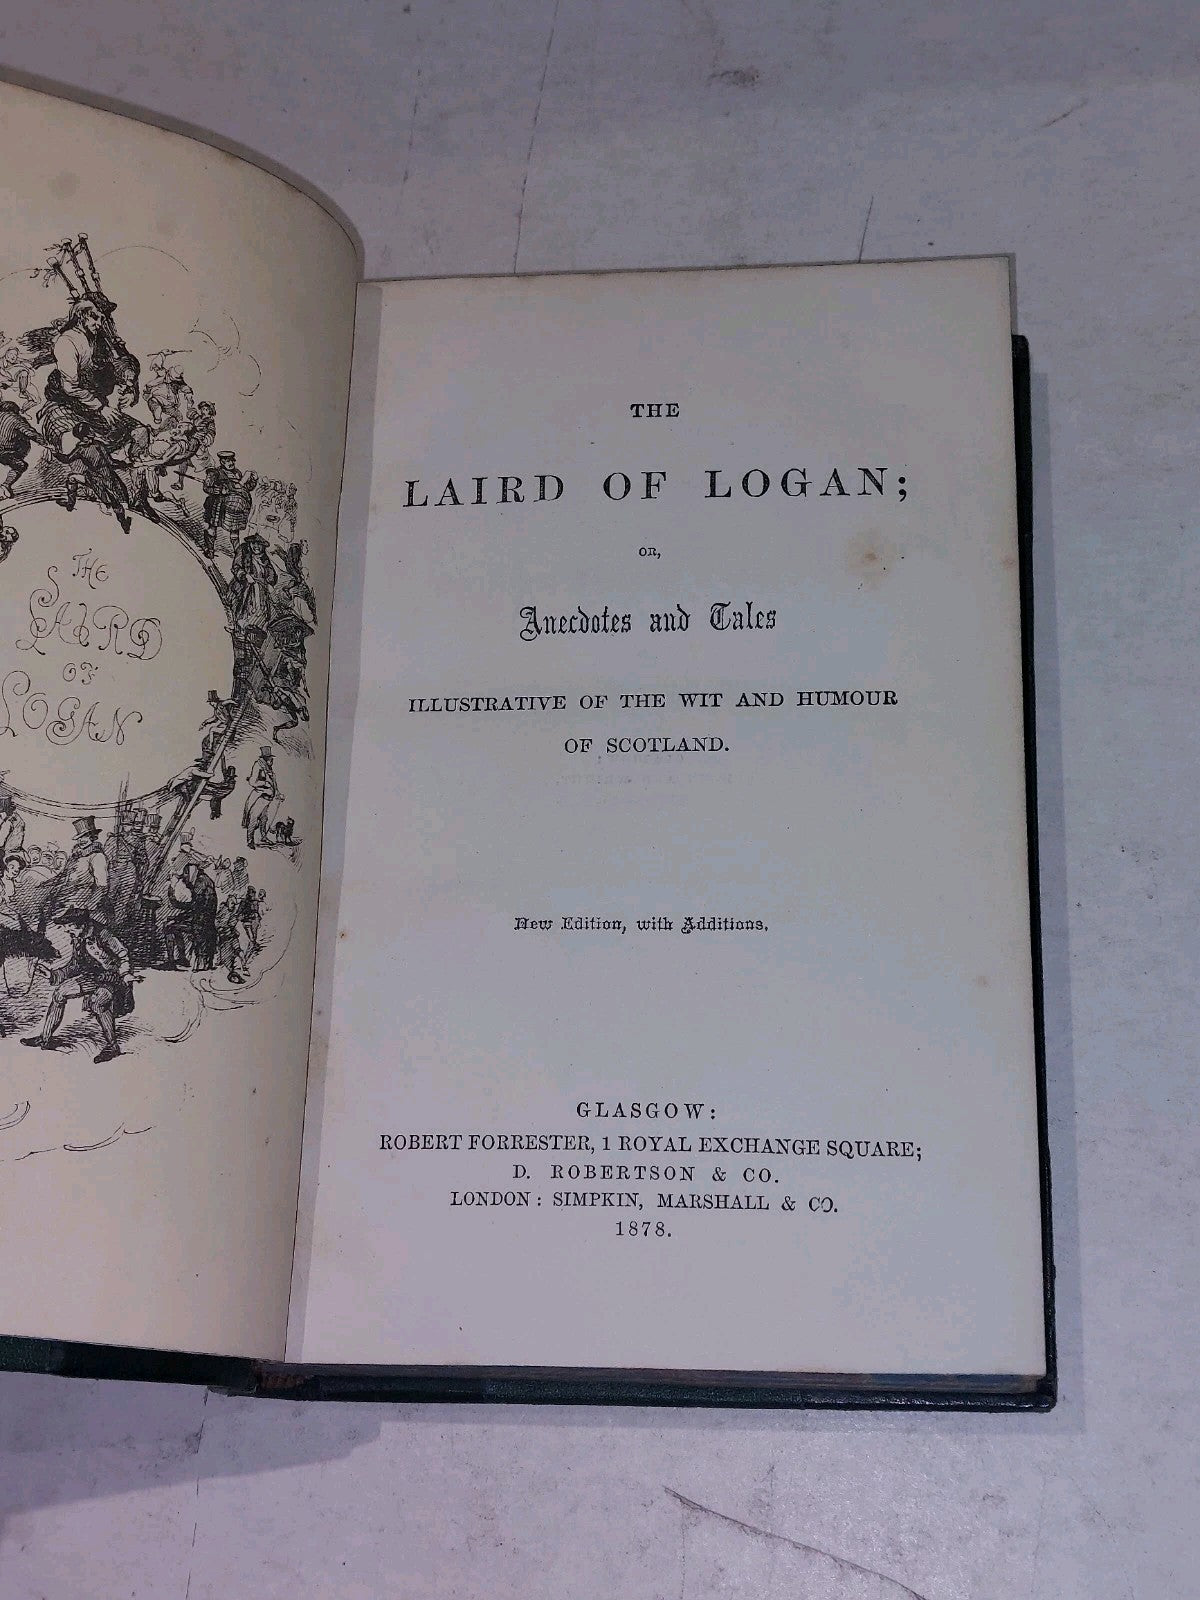 THE
LAIRD
OF
LOGAN
THE
LAIRD OF LOGAN;
OR,
Anecdotes and Tales
ILLUSTRATIVE OF THE WIT AND HUMOUR
OF SCOTLAND.
New Edition, with Additions.
GLASGOW:
ROBERT FORRESTER, 1 ROYAL EXCHANGE SQUARE;
D. ROBERTSON & CO.
LONDON: SIMPKIN, MARSHALL & CO.
1878.